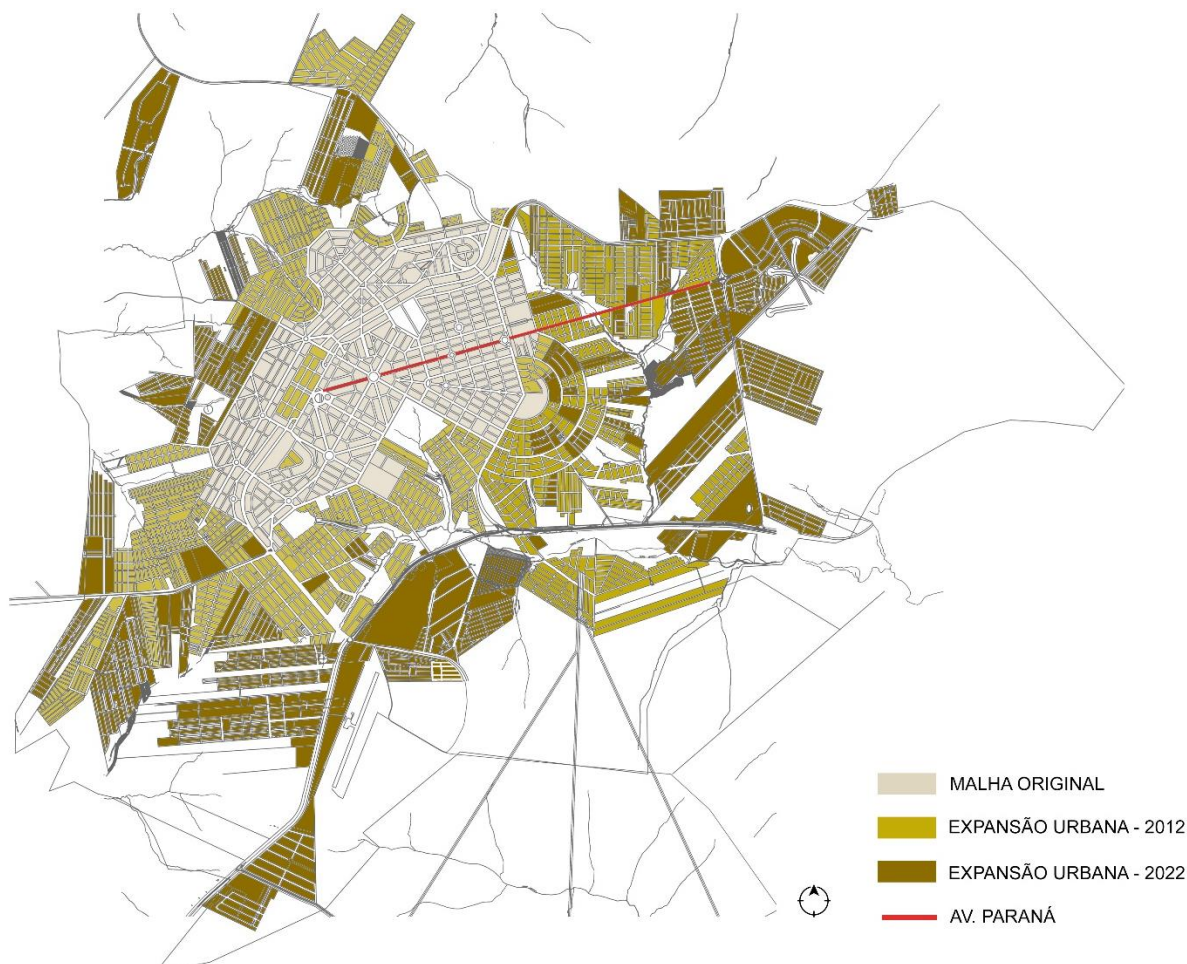 MALHA ORIGINAL
EXPANSÃO URBANA - 2012
EXPANSÃO URBANA - 2022
AV. PARANÁ